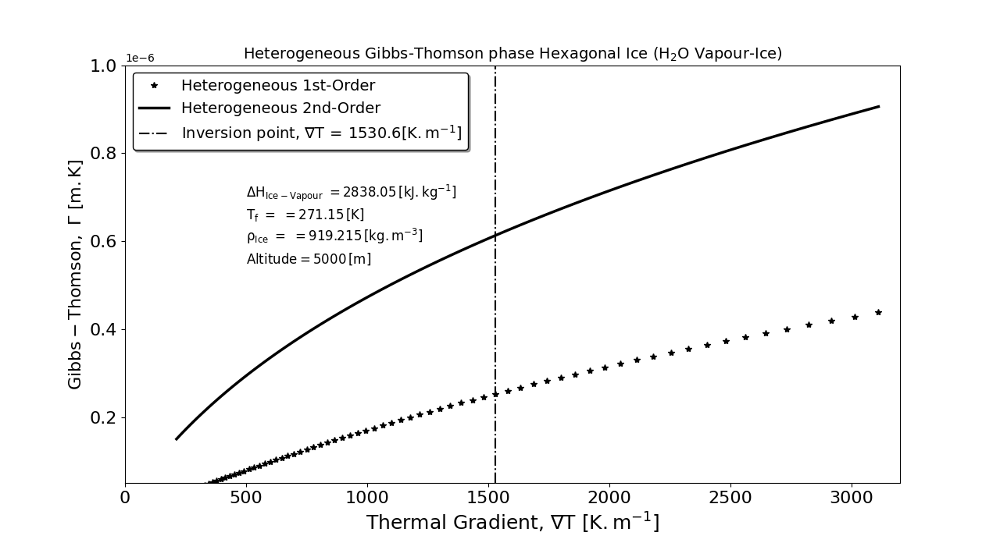 Heterogeneous Gibbs-Thomson phase Hexagonal Ice (H₂O Vapour-Ice)
1e−6
Heterogeneous 1st-Order
Heterogeneous 2nd-Order
Inversion point, ∇T = 1530.6[K. m⁻¹]
ΔH_Ice−Vapour = 2838.05 [kJ. kg⁻¹]
T_f = = 271.15 [K]
ρ_Ice = = 919.215 [kg. m⁻³]
Altitude = 5000 [m]
Gibbs − Thomson, Γ [m. K]
1.0
0.8
0.6
0.4
0.2
0 500 1000 1500 2000 2500 3000
Thermal Gradient, ∇T [K. m⁻¹]